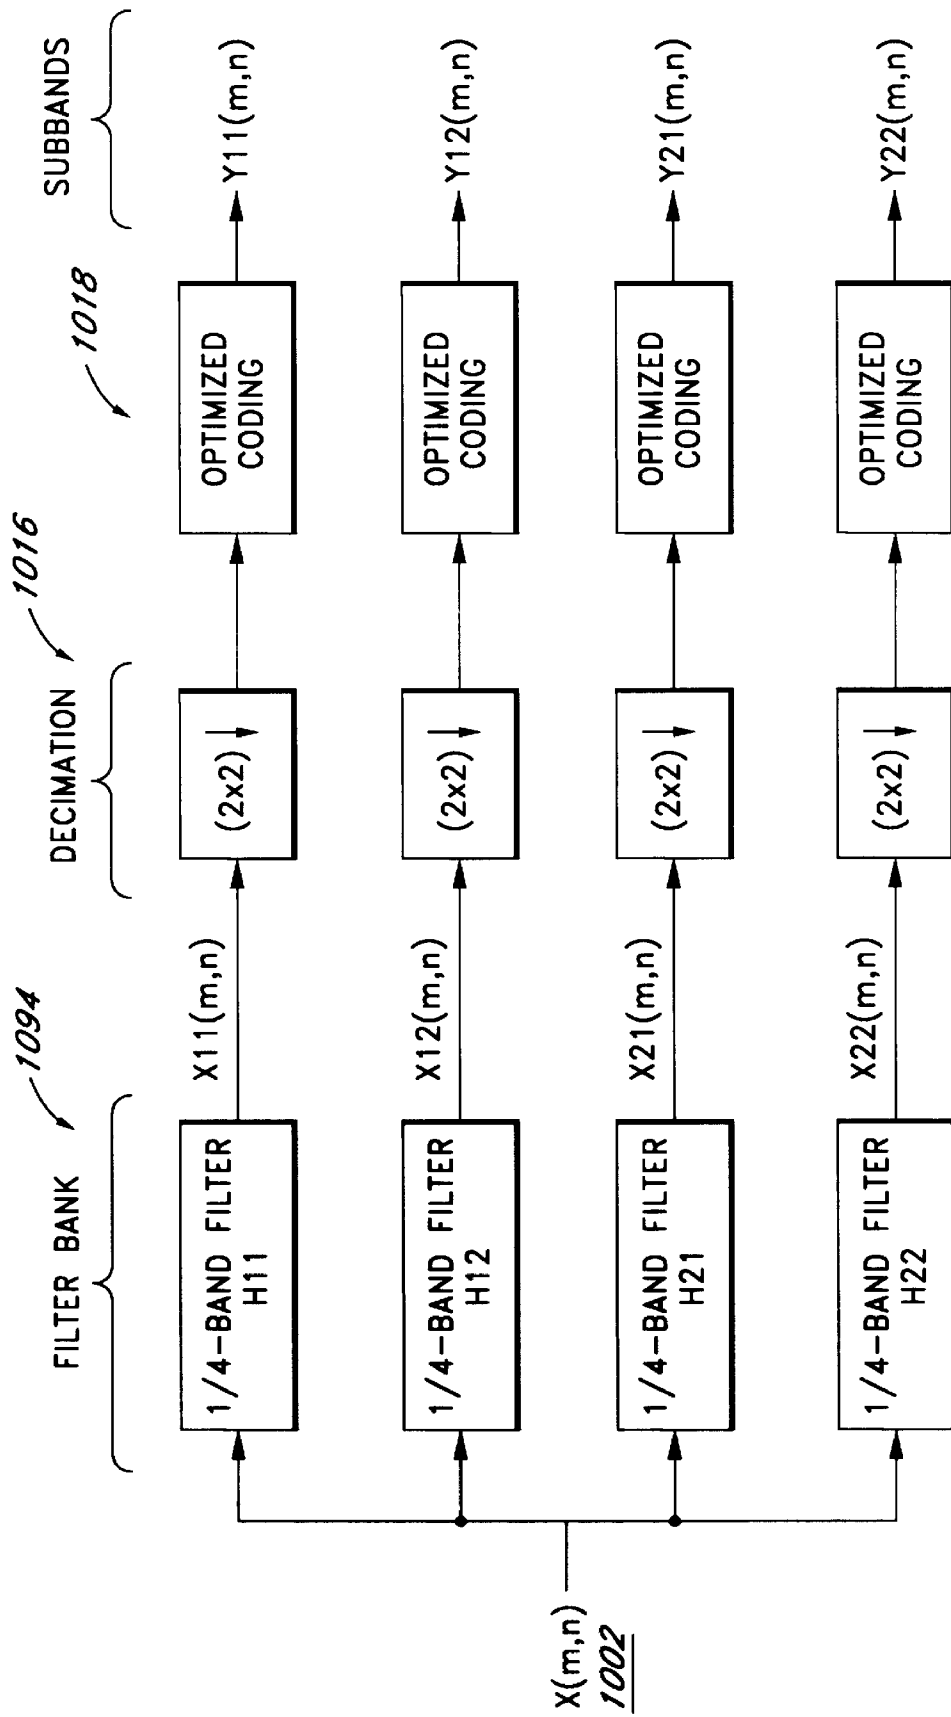 1094
1016
1018
FILTER BANK
DECIMATION
SUBBANDS
X(m,n)
1002
1/4-BAND FILTER
H11
X11(m,n)
(2x2) ↓
OPTIMIZED
CODING
Y11(m,n)
1/4-BAND FILTER
H12
X12(m,n)
(2x2) ↓
OPTIMIZED
CODING
Y12(m,n)
1/4-BAND FILTER
H21
X21(m,n)
(2x2) ↓
OPTIMIZED
CODING
Y21(m,n)
1/4-BAND FILTER
H22
X22(m,n)
(2x2) ↓
OPTIMIZED
CODING
Y22(m,n)